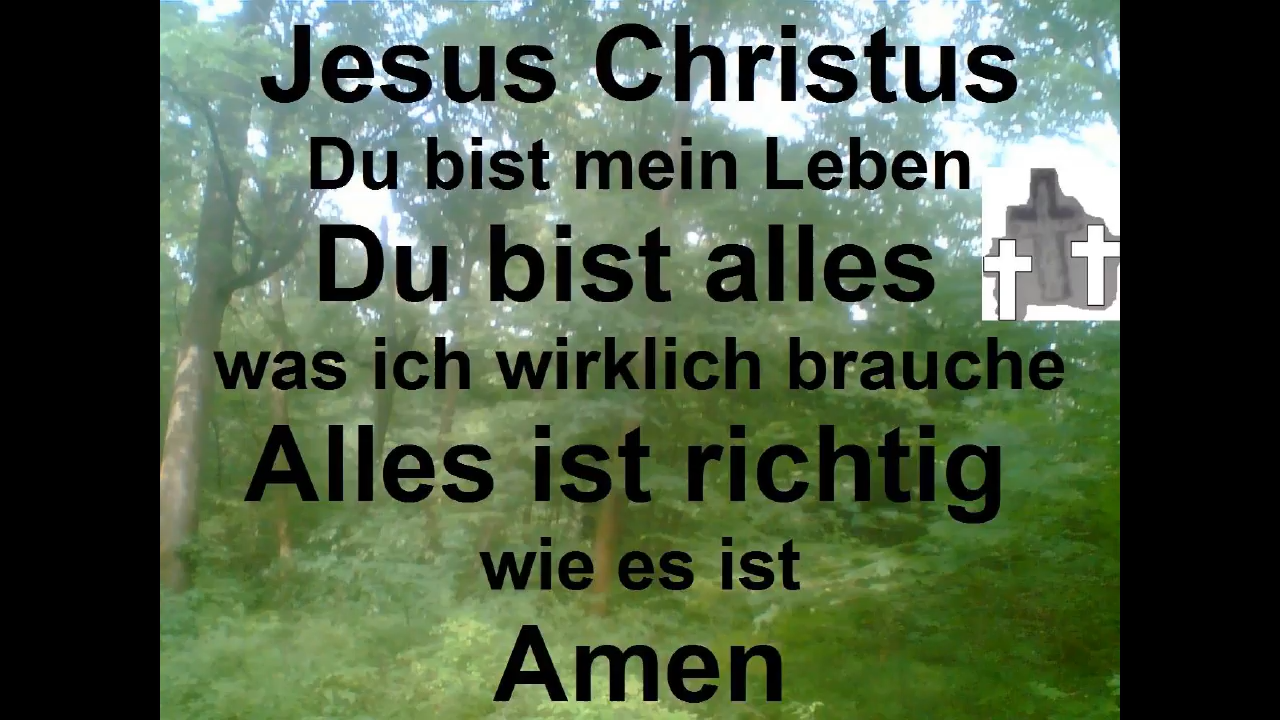 Jesus Christus
Du bist mein Leben
Du bist alles
was ich wirklich brauche
Alles ist richtig
wie es ist
Amen